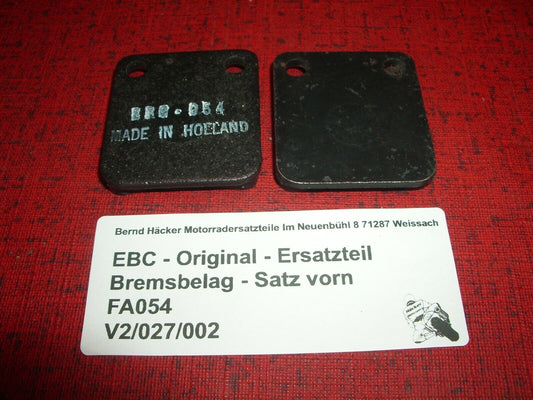 BRG-054
MADE IN HOLLAND
Bernd Häcker Motorradersatzteile Im Neuenbühl 8 71287 Weissach
EBC - Original - Ersatzteil
Bremsbelag - Satz vorn
FA054
V2/027/002